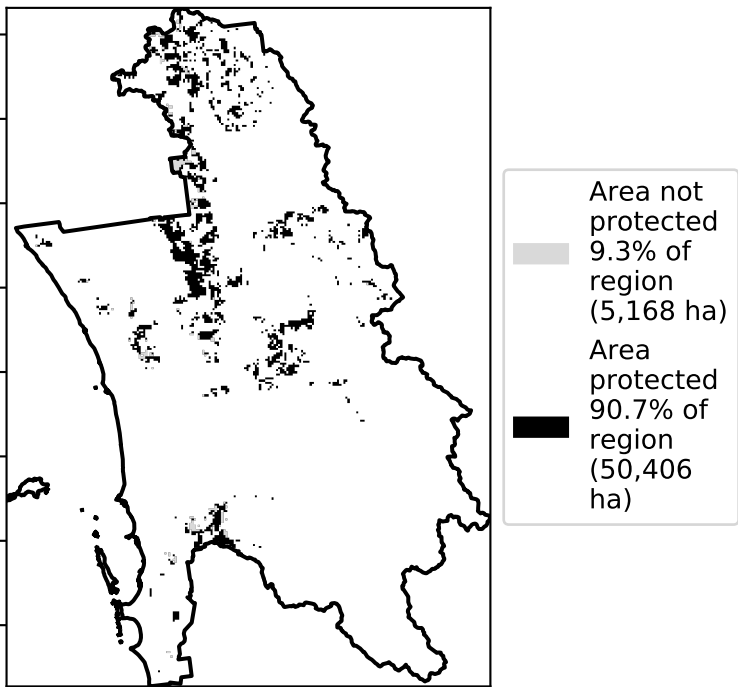 Area not
protected
9.3% of
region
(5,168 ha)
Area
protected
90.7% of
region
(50,406
ha)